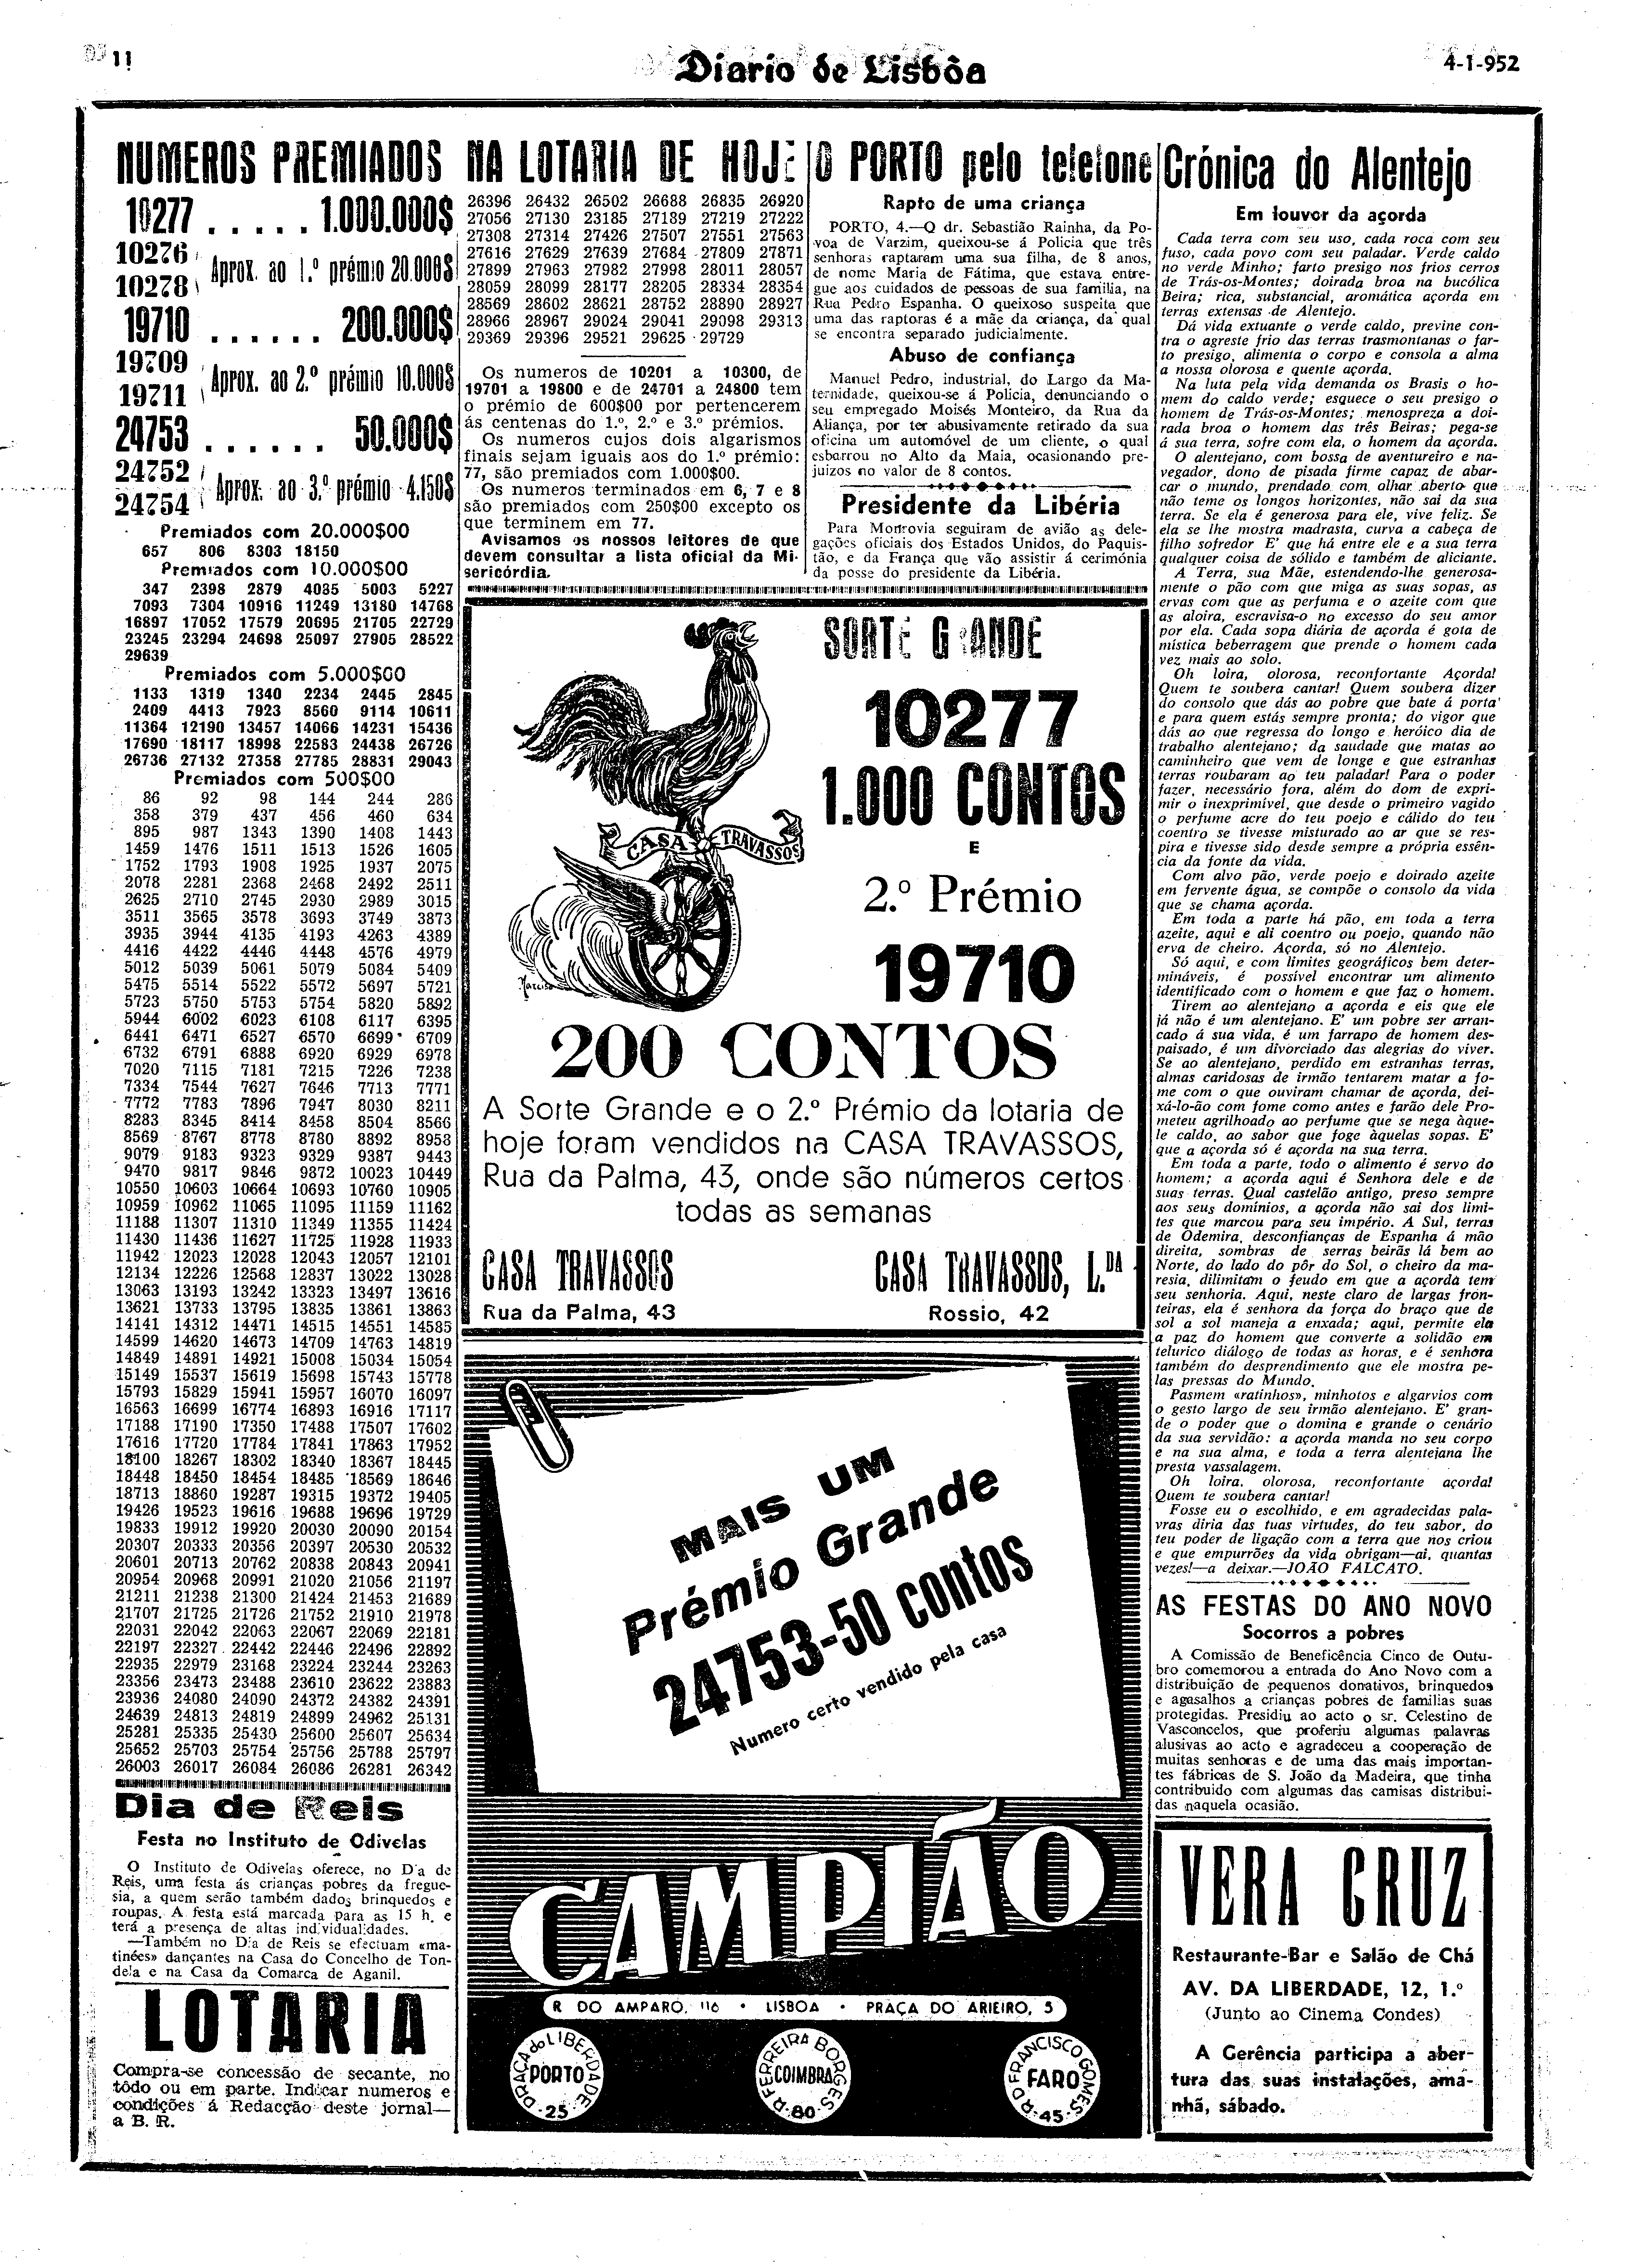 11
Diario de Lisbôa
4-1-952
NUMEROS PREMIADOS NA LOTARIA DE HOJE
10277 . . . . . 1.000.000$
10276
10278
Aprox. ao 1.º prémio 20.000$
19710 . . . . . . 200.000$
19709
19711
Aprox. ao 2.º prémio 10.000$
24753 . . . . . . 50.000$
24752
24754
Aprox. ao 3.º prémio 4.150$
Premiados com 20.000$00
657 806 8303 18150
Premiados com 10.000$00
347 2398 2879 4085 5003 5227
7093 7304 10916 11249 13180 14768
16897 17052 17579 20695 21705 22729
23245 23294 24698 25097 27905 28522
29639
Premiados com 5.000$00
1133 1319 1340 2234 2445 2845
2409 4413 7923 8560 9114 10611
11364 12190 13457 14066 14231 15436
17690 18117 18998 22583 24438 26726
26736 27132 27358 27785 28831 29043
Premiados com 500$00
86 92 98 144 244 286
358 379 437 456 460 634
895 987 1343 1390 1408 1443
1459 1476 1511 1513 1526 1605
1752 1793 1908 1925 1937 2075
2078 2281 2368 2468 2492 2511
2625 2710 2745 2930 2989 3015
3511 3565 3578 3693 3749 3873
3935 3944 4135 4193 4263 4389
4416 4422 4446 4448 4576 4979
5012 5039 5061 5079 5084 5409
5475 5514 5522 5572 5697 5721
5723 5750 5753 5754 5820 5892
5944 6002 6023 6108 6117 6395
6441 6471 6527 6570 6699 6709
6732 6791 6888 6920 6929 6978
7020 7115 7181 7215 7226 7238
7334 7544 7627 7646 7713 7771
7772 7783 7896 7947 8030 8211
8283 8345 8414 8458 8504 8566
8569 8767 8778 8780 8892 8958
9079 9183 9323 9329 9387 9443
9470 9817 9846 9872 10023 10449
10550 10603 10664 10693 10760 10905
10959 10962 11065 11095 11159 11162
11188 11307 11310 11349 11355 11424
11430 11436 11627 11725 11928 11933
11942 12023 12028 12043 12057 12101
12134 12226 12568 12837 13022 13028
13063 13193 13242 13323 13497 13616
13621 13733 13795 13835 13861 13863
14141 14312 14471 14515 14551 14585
14599 14620 14673 14709 14763 14819
14849 14891 14921 15008 15034 15054
15149 15537 15619 15698 15743 15778
15793 15829 15941 15957 16070 16097
16563 16699 16774 16893 16916 17117
17188 17190 17350 17488 17507 17602
17616 17720 17784 17841 17863 17952
18100 18267 18302 18340 18367 18445
18448 18450 18454 18485 18569 18646
18713 18860 19287 19315 19372 19405
19426 19523 19616 19688 19696 19729
19833 19912 19920 20030 20090 20154
20307 20333 20356 20397 20530 20532
20601 20713 20762 20838 20843 20941
20954 20968 20991 21020 21056 21197
21211 21238 21300 21424 21453 21689
21707 21725 21726 21752 21910 21978
22031 22042 22063 22067 22069 22181
22197 22327 22442 22446 22496 22892
22935 22979 23168 23224 23244 23263
23356 23473 23488 23610 23622 23883
23936 24080 24090 24372 24382 24391
24639 24813 24819 24899 24962 25131
25281 25335 25430 25600 25607 25634
25652 25703 25754 25756 25788 25797
26003 26017 26084 26086 26281 26342
Dia de Reis
Festa no Instituto de Odivelas
O Instituto de Odivelas oferece, no Dia de
Reis, uma festa ás crianças pobres da fregue-
sia, a quem serão também dados brinquedos e
roupas. A festa está marcada para as 15 h. e
terá a presença de altas individualidades.
—Também no Dia de Reis se efectuam «ma-
tinées» dançantes na Casa do Concelho de Ton-
dela e na Casa da Comarca de Aganil.
LOTARIA
Compra-se concessão de secante, no
tôdo ou em parte. Indicar numeros e
condições á Redacção deste jornal—
a B. R.
26396 26432 26502 26688 26835 26920
27056 27130 23185 27189 27219 27222
27308 27314 27426 27507 27551 27563
27616 27629 27639 27684 27809 27871
27899 27963 27982 27998 28011 28057
28059 28099 28177 28205 28334 28354
28569 28602 28621 28752 28890 28927
28966 28967 29024 29041 29098 29313
29369 29396 29521 29625 29729
Os numeros de 10201 a 10300, de
19701 a 19800 e de 24701 a 24800 tem
o prémio de 600$00 por pertencerem
ás centenas do 1.º, 2.º e 3.º prémios.
Os numeros cujos dois algarismos
finais sejam iguais aos do 1.º prémio:
77, são premiados com 1.000$00.
Os numeros terminados em 6, 7 e 8
são premiados com 250$00 excepto os
que terminem em 77.
Avisamos os nossos leitores de que
devem consultar a lista oficial da Mi-
sericórdia.
O PORTO pelo telefone
Rapto de uma criança
PORTO, 4.—O dr. Sebastião Rainha, da Po-
voa de Varzim, queixou-se á Policia que três
senhoras raptaram uma sua filha, de 8 anos,
de nome Maria de Fátima, que estava entre-
gue aos cuidados de pessoas de sua familia, na
Rua Pedro Espanha. O queixoso suspeita que
uma das raptoras é a mãe da criança, da qual
se encontra separado judicialmente.
Abuso de confiança
Manuel Pedro, industrial, do Largo da Ma-
ternidade, queixou-se á Policia, denunciando o
seu empregado Moisés Monteiro, da Rua da
Aliança, por ter abusivamente retirado da sua
oficina um automóvel de um cliente, o qual
esbarrou no Alto da Maia, ocasionando pre-
juizos no valor de 8 contos.
Presidente da Libéria
Para Monrovia seguiram de avião as dele-
gações oficiais dos Estados Unidos, do Paquis-
tão, e da França que vão assistir á cerimónia
da posse do presidente da Libéria.
SORTE GRANDE
10277
1.000 CONTOS
E
2.º Prémio
19710
CASA TRAVASSOS
200 CONTOS
A Sorte Grande e o 2.º Prémio da lotaria de
hoje foram vendidos na CASA TRAVASSOS,
Rua da Palma, 43, onde são números certos
todas as semanas
CASA TRAVASSOS
Rua da Palma, 43
CASA TRAVASSOS, L.DA
Rossio, 42
MAIS UM
Prémio Grande
24753-50 contos
Numero certo vendido pela casa
CAMPIÃO
R DO AMPARO, 116 • LISBOA • PRAÇA DO ARIEIRO, 5
PRAÇA do LIBERDADE
PORTO
25
R FERREIRA BORGES
COIMBRA
80
R D FRANCISCO GOMES
FARO
45
Crónica do Alentejo
Em louvor da açorda
Cada terra com seu uso, cada roca com seu
fuso, cada povo com seu paladar. Verde caldo
no verde Minho; farto presigo nos frios cerros
de Trás-os-Montes; doirada broa na bucólica
Beira; rica, substancial, aromática açorda em
terras extensas de Alentejo.
Dá vida extuante o verde caldo, previne con-
tra o agreste frio das terras trasmontanas o far-
to presigo, alimenta o corpo e consola a alma
a nossa olorosa e quente açorda.
Na luta pela vida demanda os Brasis o ho-
mem do caldo verde; esquece o seu presigo o
homem de Trás-os-Montes; menospreza a doi-
rada broa o homem das três Beiras; pega-se
á sua terra, sofre com ela, o homem da açorda.
O alentejano, com bossa de aventureiro e na-
vegador, dono de pisada firme capaz de abar-
car o mundo, prendado com olhar aberto que
não teme os longos horizontes, não sai da sua
terra. Se ela é generosa para ele, vive feliz. Se
ela se lhe mostra madrasta, curva a cabeça de
filho sofredor E' que há entre ele e a sua terra
qualquer coisa de sólido e também de aliciante.
A Terra, sua Mãe, estendendo-lhe generosa-
mente o pão com que miga as suas sopas, as
ervas com que as perfuma e o azeite com que
as aloira, escravisa-o no excesso do seu amor
por ela. Cada sopa diária de açorda é gota de
mística beberragem que prende o homem cada
vez mais ao solo.
Oh loira, olorosa, reconfortante Açorda!
Quem te soubera cantar! Quem soubera dizer
do consolo que dás ao pobre que bate á porta
e para quem estás sempre pronta; do vigor que
dás ao que regressa do longo e heróico dia de
trabalho alentejano; da saudade que matas ao
caminheiro que vem de longe e que estranhas
terras roubaram ao teu paladar! Para o poder
fazer, necessário fora, além do dom de expri-
mir o inexprimível, que desde o primeiro vagido
o perfume acre do teu poejo e cálido do teu
coentro se tivesse misturado ao ar que se res-
pira e tivesse sido desde sempre a própria essên-
cia da fonte da vida.
Com alvo pão, verde poejo e doirado azeite
em fervente água, se compõe o consolo da vida
que se chama açorda.
Em toda a parte há pão, em toda a terra
azeite, aqui e ali coentro ou poejo, quando não
erva de cheiro. Açorda, só no Alentejo.
Só aqui, e com limites geográficos bem deter-
mináveis, é possível encontrar um alimento
identificado com o homem e que faz o homem.
Tirem ao alentejano a açorda e eis que ele
já não é um alentejano. E' um pobre ser arran-
cado á sua vida, é um farrapo de homem des-
paisado, é um divorciado das alegrias do viver.
Se ao alentejano, perdido em estranhas terras,
almas caridosas de irmão tentarem matar a fo-
me com o que ouviram chamar de açorda, dei-
xá-lo-ão com fome como antes e farão dele Pro-
meteu agrilhoado ao perfume que se nega àque-
le caldo, ao sabor que foge àquelas sopas. E'
que a açorda só é açorda na sua terra.
Em toda a parte, todo o alimento é servo do
homem; a açorda aqui é Senhora dele e de
suas terras. Qual castelão antigo, preso sempre
aos seus domínios, a açorda não sai dos limi-
tes que marcou para seu império. A Sul, terras
de Odemira, desconfianças de Espanha á mão
direita, sombras de serras beirãs lá bem ao
Norte, do lado do pôr do Sol, o cheiro da ma-
resia, dilimitam o feudo em que a açorda tem
seu senhoria. Aqui, neste claro de largas fron-
teiras, ela é senhora da força do braço que de
sol a sol maneja a enxada; aqui, permite ela
a paz do homem que converte a solidão em
telurico diálogo de todas as horas, e é senhora
também do desprendimento que ele mostra pe-
las pressas do Mundo.
Pasmem «ratinhos», minhotos e algarvios com
o gesto largo de seu irmão alentejano. E' gran-
de o poder que o domina e grande o cenário
da sua servidão: a açorda manda no seu corpo
e na sua alma, e toda a terra alentejana lhe
presta vassalagem.
Oh loira, olorosa, reconfortante açorda!
Quem te soubera cantar!
Fosse eu o escolhido, e em agradecidas pala-
vras diria das tuas virtudes, do teu sabor, do
teu poder de ligação com a terra que nos criou
e que empurrões da vida obrigam—ai, quantas
vezes!—a deixar.—JOÃO FALCATO.
AS FESTAS DO ANO NOVO
Socorros a pobres
A Comissão de Beneficência Cinco de Outu-
bro comemorou a entrada do Ano Novo com a
distribuição de pequenos donativos, brinquedos
e agasalhos a crianças pobres de familias suas
protegidas. Presidiu ao acto o sr. Celestino de
Vasconcelos, que proferiu algumas palavras
alusivas ao acto e agradeceu a cooperação de
muitas senhoras e de uma das mais importan-
tes fábricas de S. João da Madeira, que tinha
contribuido com algumas das camisas distribui-
das naquela ocasião.
VERA CRUZ
Restaurante-Bar e Salão de Chá
AV. DA LIBERDADE, 12, 1.º
(Junto ao Cinema Condes)
A Gerência participa a aber-
tura das suas instalações, ama-
nhã, sábado.